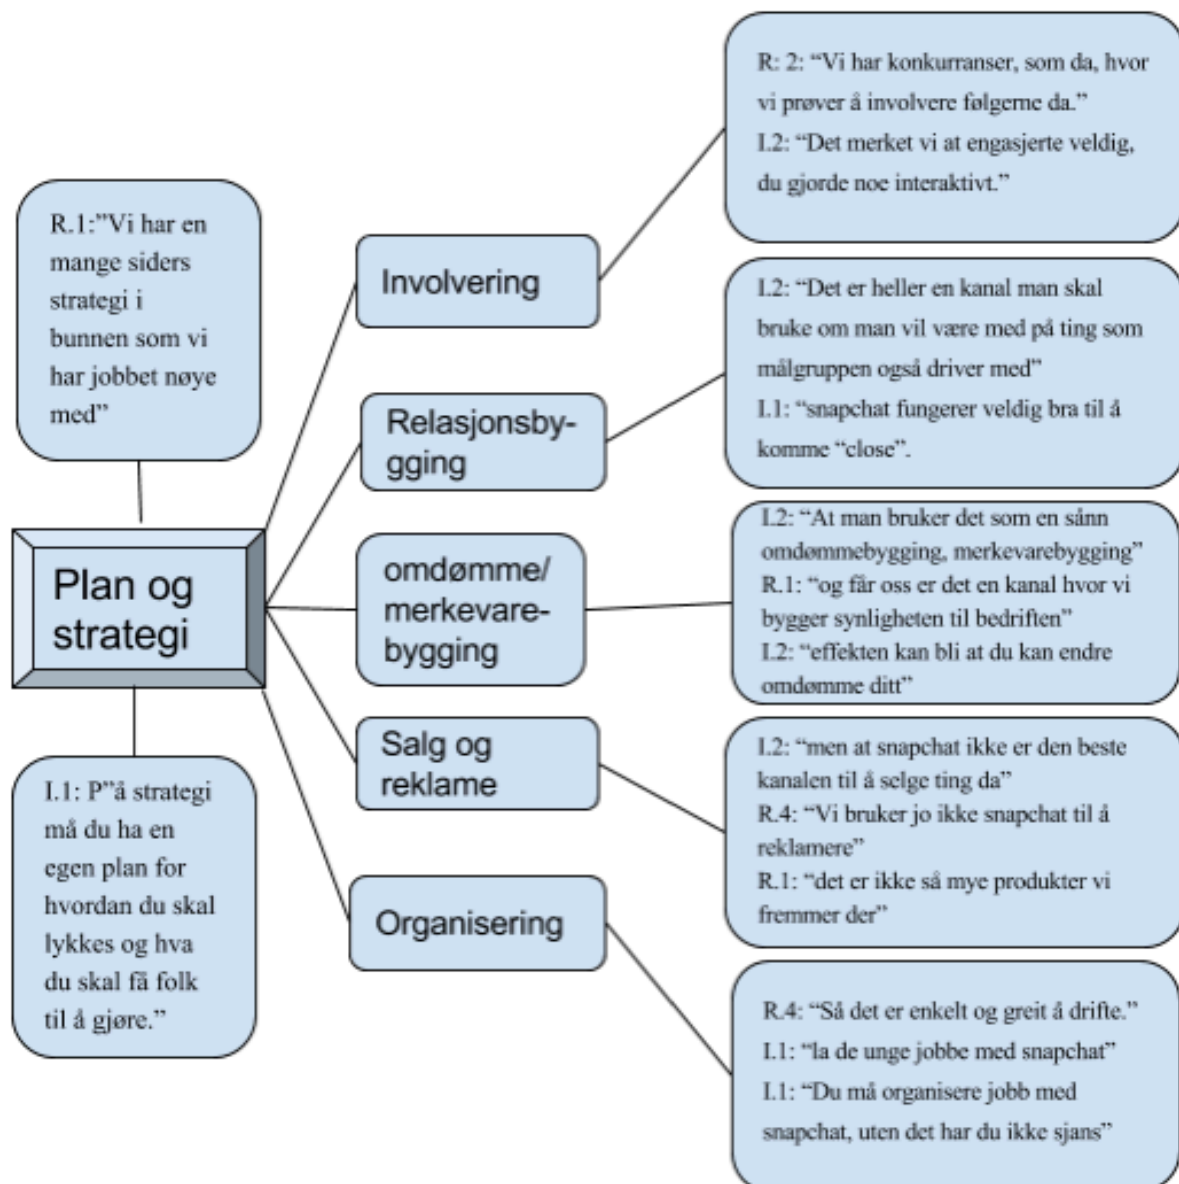 R.1:”Vi har en
mange siders
strategi i
bunnen som vi
har jobbet nøye
med”
Plan og
strategi
I.1: P”å strategi
må du ha en
egen plan for
hvordan du skal
lykkes og hva
du skal få folk
til å gjøre.”
Involvering
R: 2: “Vi har konkurranser, som da, hvor
vi prøver å involvere følgerne da.”
I.2: “Det merket vi at engasjerte veldig,
du gjorde noe interaktivt.”
Relasjonsby-
gging
I.2: “Det er heller en kanal man skal
bruke om man vil være med på ting som
målgruppen også driver med”
I.1: “snapchat fungerer veldig bra til å
komme “close”.
omdømme/
merkevare-
bygging
I.2: “At man bruker det som en sånn
omdømmebygging, merkevarebygging”
R.1: “og får oss er det en kanal hvor vi
bygger synligheten til bedriften”
I.2: “effekten kan bli at du kan endre
omdømme ditt”
Salg og
reklame
I.2: “men at snapchat ikke er den beste
kanalen til å selge ting da”
R.4: “Vi bruker jo ikke snapchat til å
reklamere”
R.1: “det er ikke så mye produkter vi
fremmer der”
Organisering
R.4: “Så det er enkelt og greit å drifte.”
I.1: “la de unge jobbe med snapchat”
I.1: “Du må organisere jobb med
snapchat, uten det har du ikke sjans”